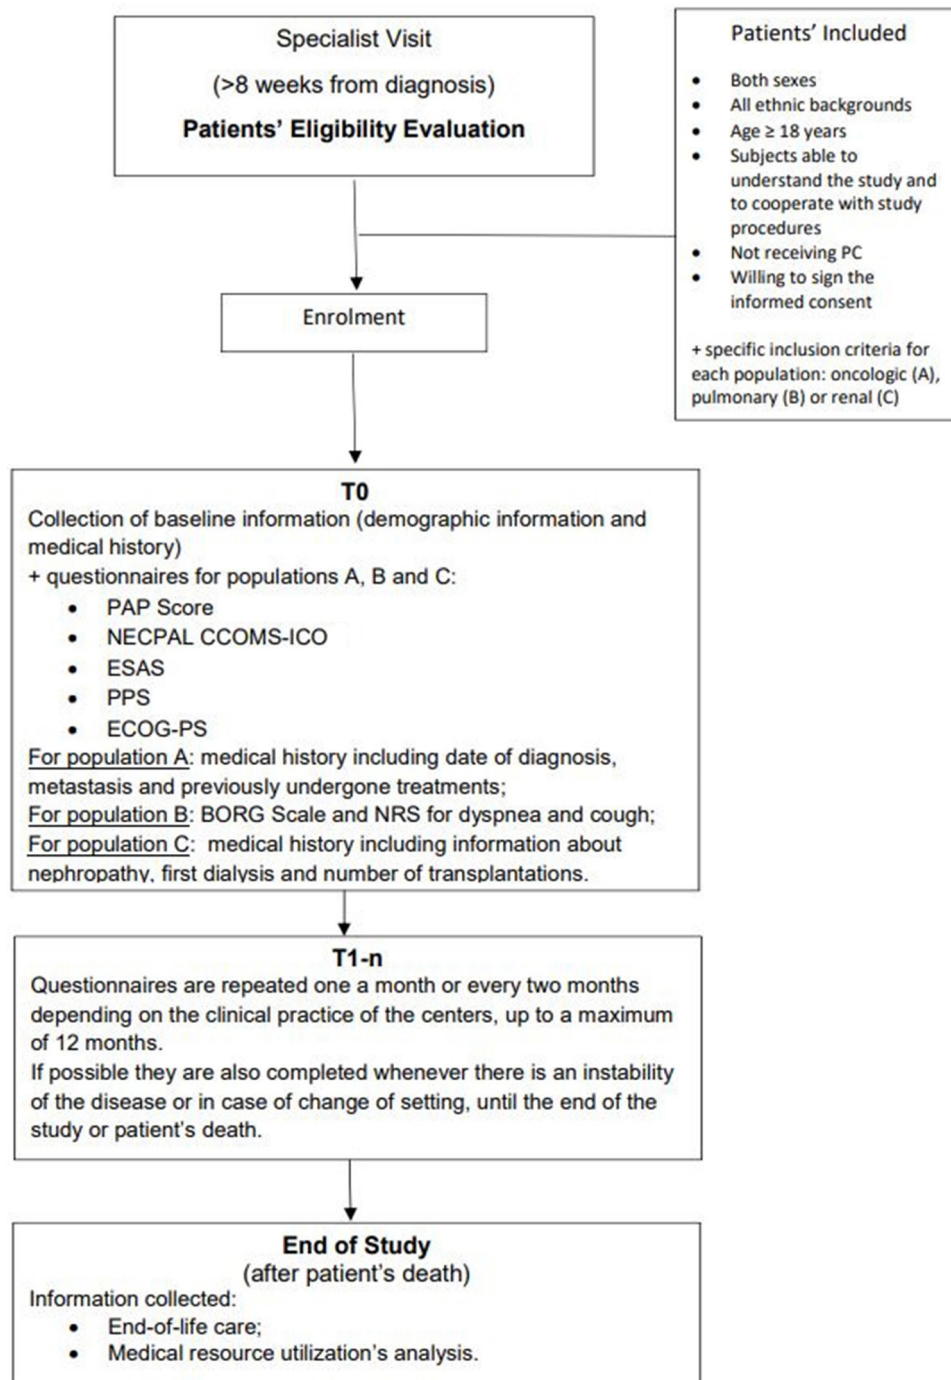 Specialist Visit
(>8 weeks from diagnosis)
Patients’ Eligibility Evaluation
Patients’ Included
• Both sexes
• All ethnic backgrounds
• Age ≥ 18 years
• Subjects able to
understand the study and
to cooperate with study
procedures
• Not receiving PC
• Willing to sign the
informed consent
+ specific inclusion criteria for
each population: oncologic (A),
pulmonary (B) or renal (C)
Enrolment
T0
Collection of baseline information (demographic information and
medical history)
+ questionnaires for populations A, B and C:
• PAP Score
• NECPAL CCOMS-ICO
• ESAS
• PPS
• ECOG-PS
For population A: medical history including date of diagnosis,
metastasis and previously undergone treatments;
For population B: BORG Scale and NRS for dyspnea and cough;
For population C: medical history including information about
nephropathy, first dialysis and number of transplantations.
T1-n
Questionnaires are repeated one a month or every two months
depending on the clinical practice of the centers, up to a maximum
of 12 months.
If possible they are also completed whenever there is an instability
of the disease or in case of change of setting, until the end of the
study or patient’s death.
End of Study
(after patient’s death)
Information collected:
• End-of-life care;
• Medical resource utilization’s analysis.